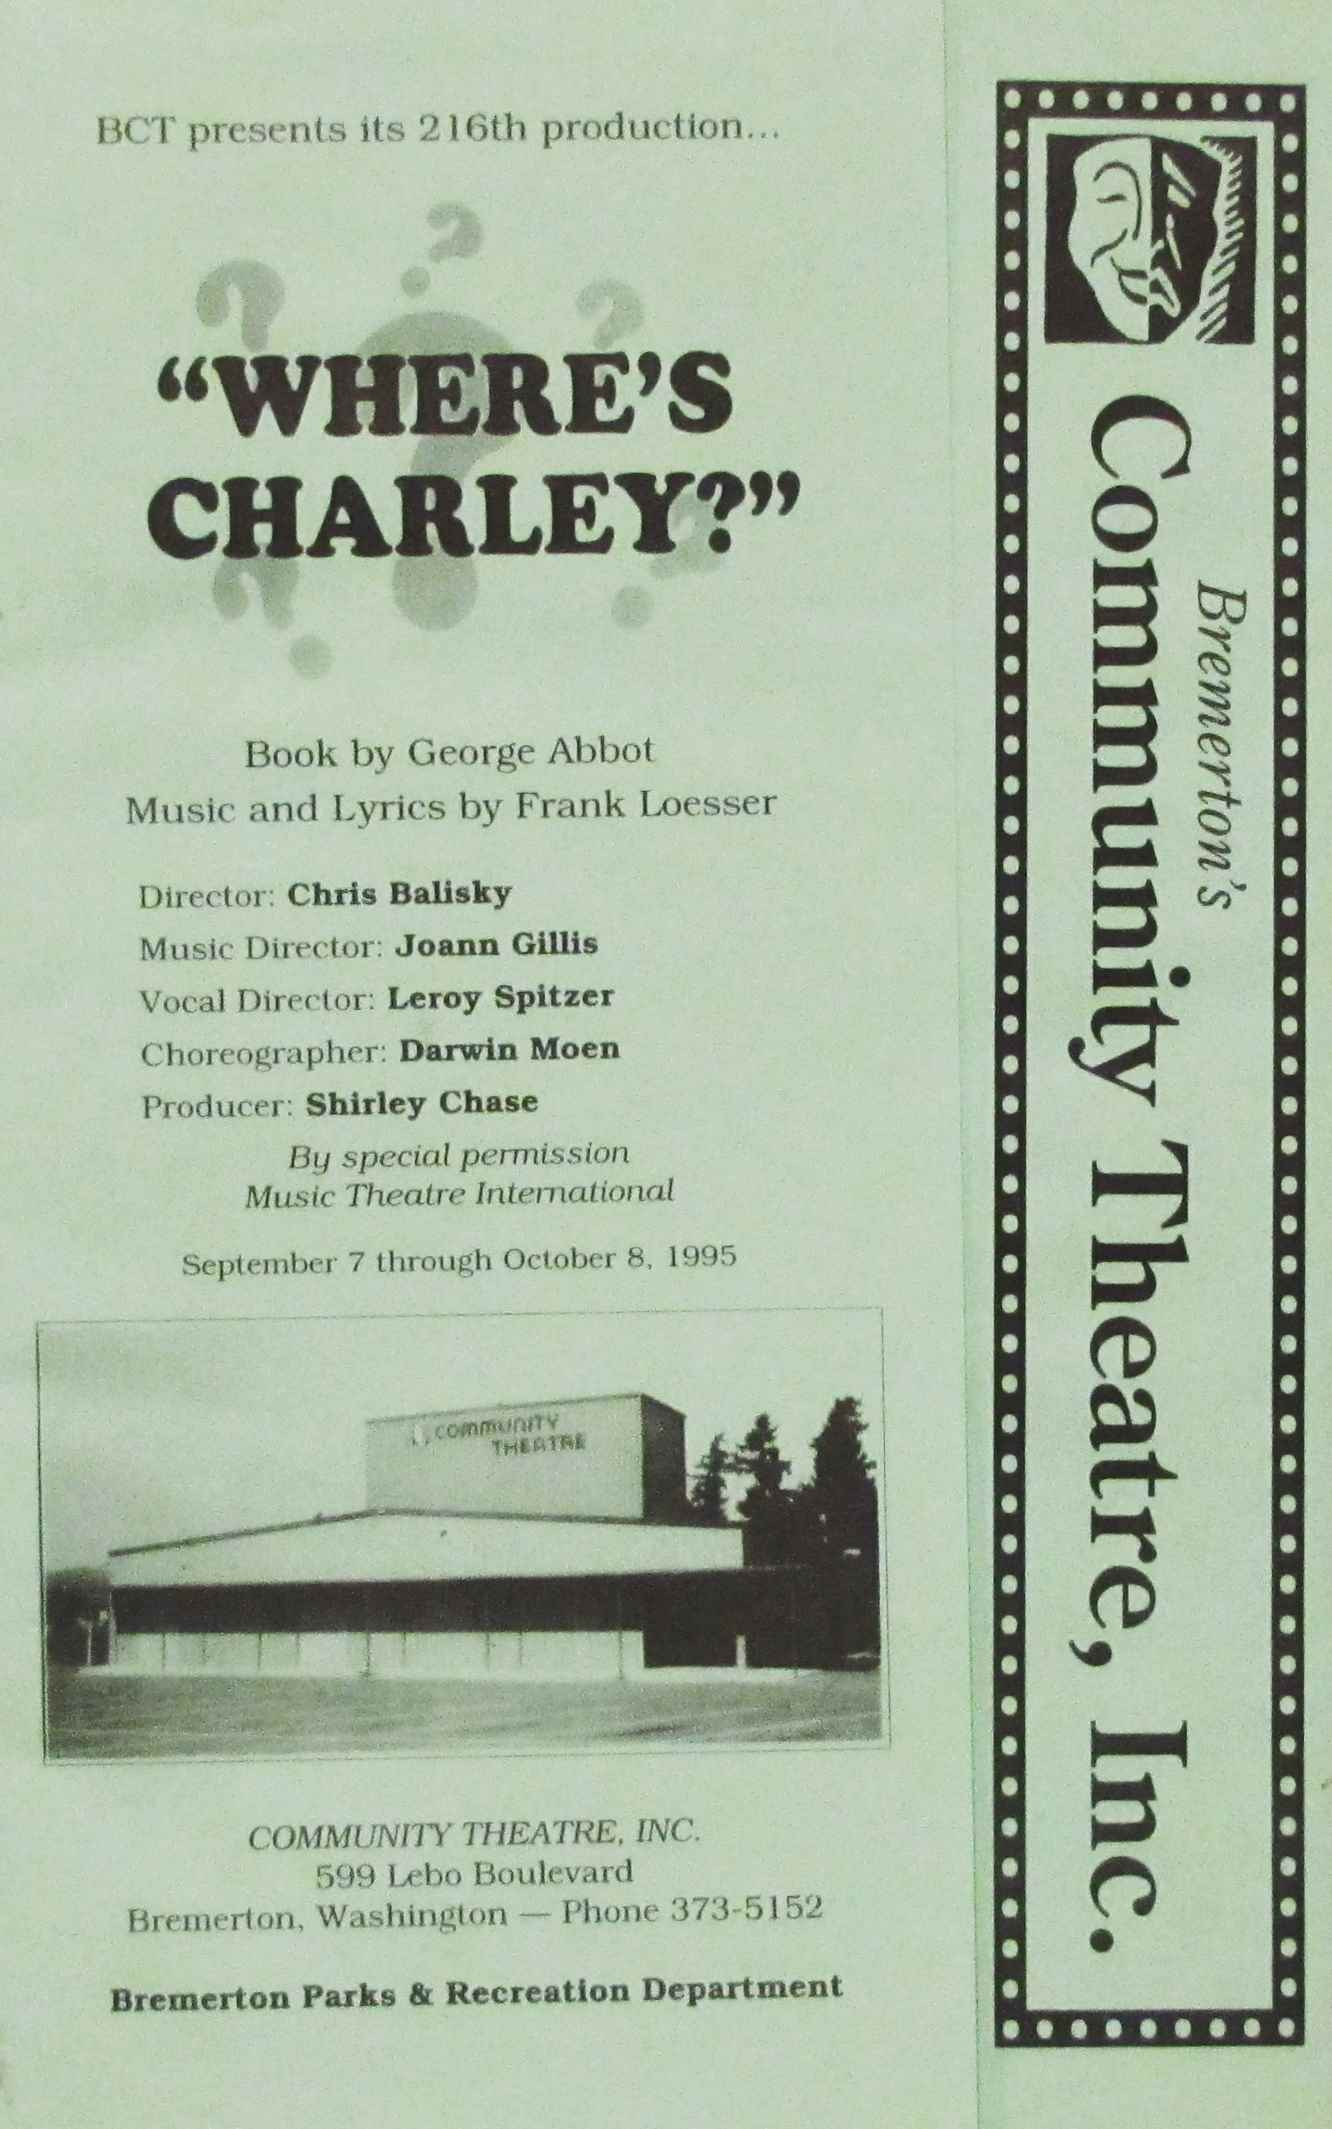 BCT presents its 216th production...
“WHERE’S
CHARLEY?”
Book by George Abbot
Music and Lyrics by Frank Loesser
Director: Chris Balisky
Music Director: Joann Gillis
Vocal Director: Leroy Spitzer
Choreographer: Darwin Moen
Producer: Shirley Chase
By special permission
Music Theatre International
September 7 through October 8, 1995
COMMUNITY
THEATRE
COMMUNITY THEATRE, INC.
599 Lebo Boulevard
Bremerton, Washington — Phone 373-5152
Bremerton Parks & Recreation Department
Bremerton’s
Community Theatre, Inc.